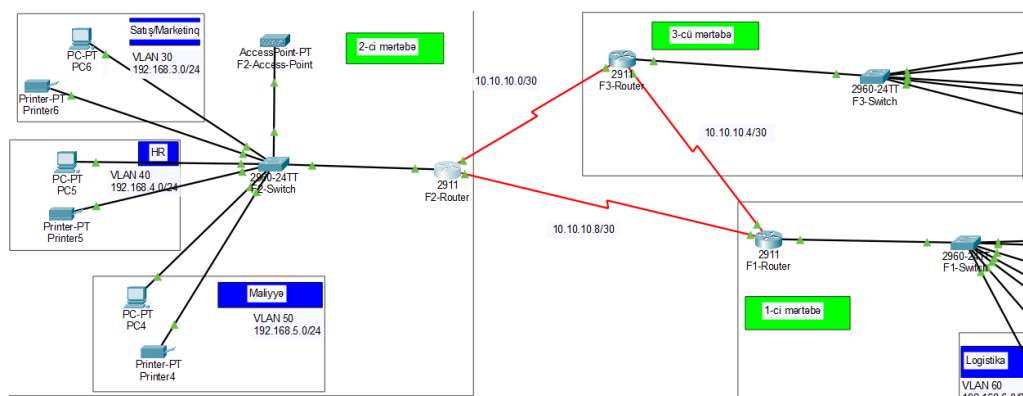 Satış/Marketinq
PC-PT
PC6
VLAN 30
192.168.3.0/24
Printer-PT
Printer6
AccessPoint-PT
F2-Access-Point
2-ci mərtəbə
HR
PC-PT
PC5
VLAN 40
192.168.4.0/24
Printer-PT
Printer5
2960-24TT
F2-Switch
2911
F2-Router
Maliyyə
PC-PT
PC4
VLAN 50
192.168.5.0/24
Printer-PT
Printer4
10.10.10.0/30
10.10.10.4/30
10.10.10.8/30
3-cü mərtəbə
2911
F3-Router
2960-24TT
F3-Switch
2911
F1-Router
2960-24TT
F1-Switch
1-ci mərtəbə
Logistika
VLAN 60